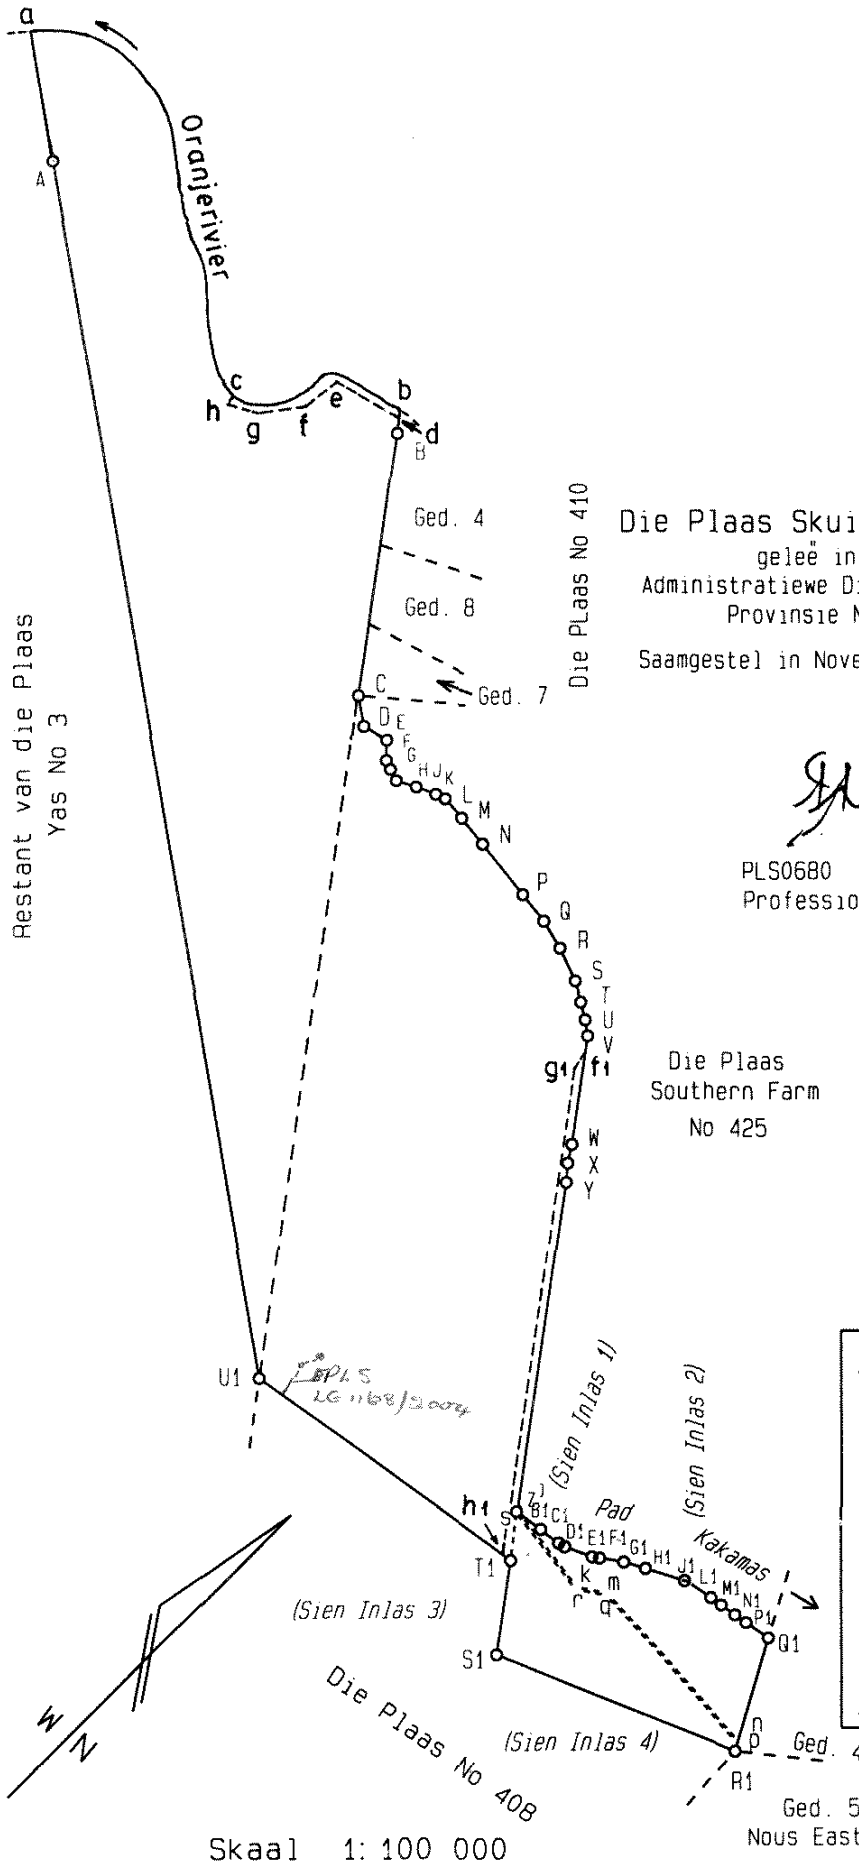 a
Oranjerivier
A
c
b
h
g
f
e
d
B
Ged. 4
Die PLaas No 410
Die Plaas Skui
geleë in
Administratiewe Di
Provinsie N
Saamgestel in Nove
Ged. 8
Ged. 7
Restant van die Plaas
Yas No 3
C
D
E
F
G
H
J
K
L
M
N
P
Q
R
S
T
U
V
PLS0680
Professio
g1
f1
Die Plaas
Southern Farm
No 425
W
X
Y
U1
LG 1168/2004
(Sien Inlas 1)
(Sien Inlas 2)
h1
s
Z
B1
C1
D1
E1
F1
G1
H1
J1
L1
M1
N1
P1
Q1
Pad
Kakamas
T1
k
m
r
q
(Sien Inlas 3)
S1
Die Plaas No 408
(Sien Inlas 4)
n
p
Ged. 4
R1
W
N
Ged. 5
Nous East
Skaal 1: 100 000